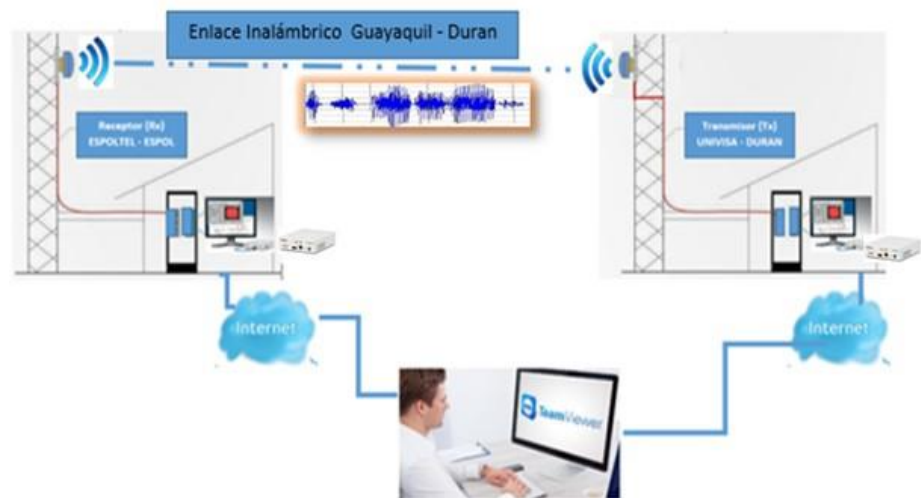 Enlace Inalámbrico Guayaquil - Duran
Receptor (Rx)
ESPOLTEL - ESPOL
Transmisor (Tx)
UNIVISA - DURAN
Internet
Internet
TeamViewer